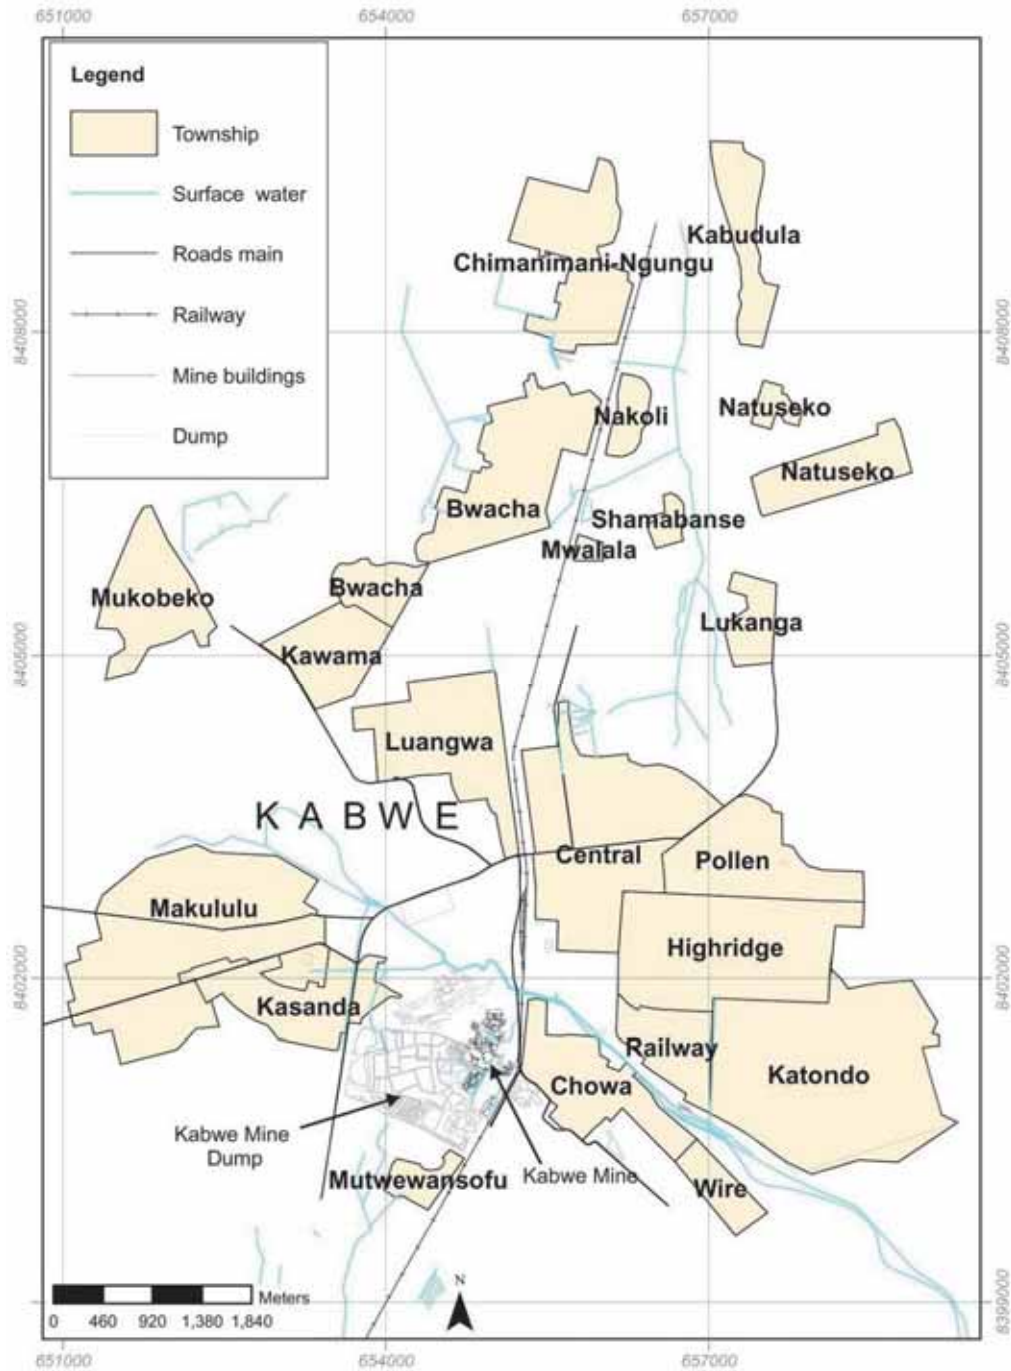 651000
654000
657000
Legend
Township
Surface water
Roads main
Railway
Mine buildings
Dump
Kabudula
Chimanimani-Ngungu
8408000
8408000
Nakoli
Natuseko
Natuseko
Bwacha
Shamabanse
Mwalala
Bwacha
Mukobeko
Lukanga
Kawama
8405000
8405000
Luangwa
KABWE
Central
Pollen
Makululu
Highridge
8402000
8402000
Kasanda
Railway
Katondo
Chowa
Kabwe Mine
Dump
Mutwewansofu
Kabwe Mine
Wire
N
Meters
0 460 920 1,380 1,840
8399000
651000
654000
657000